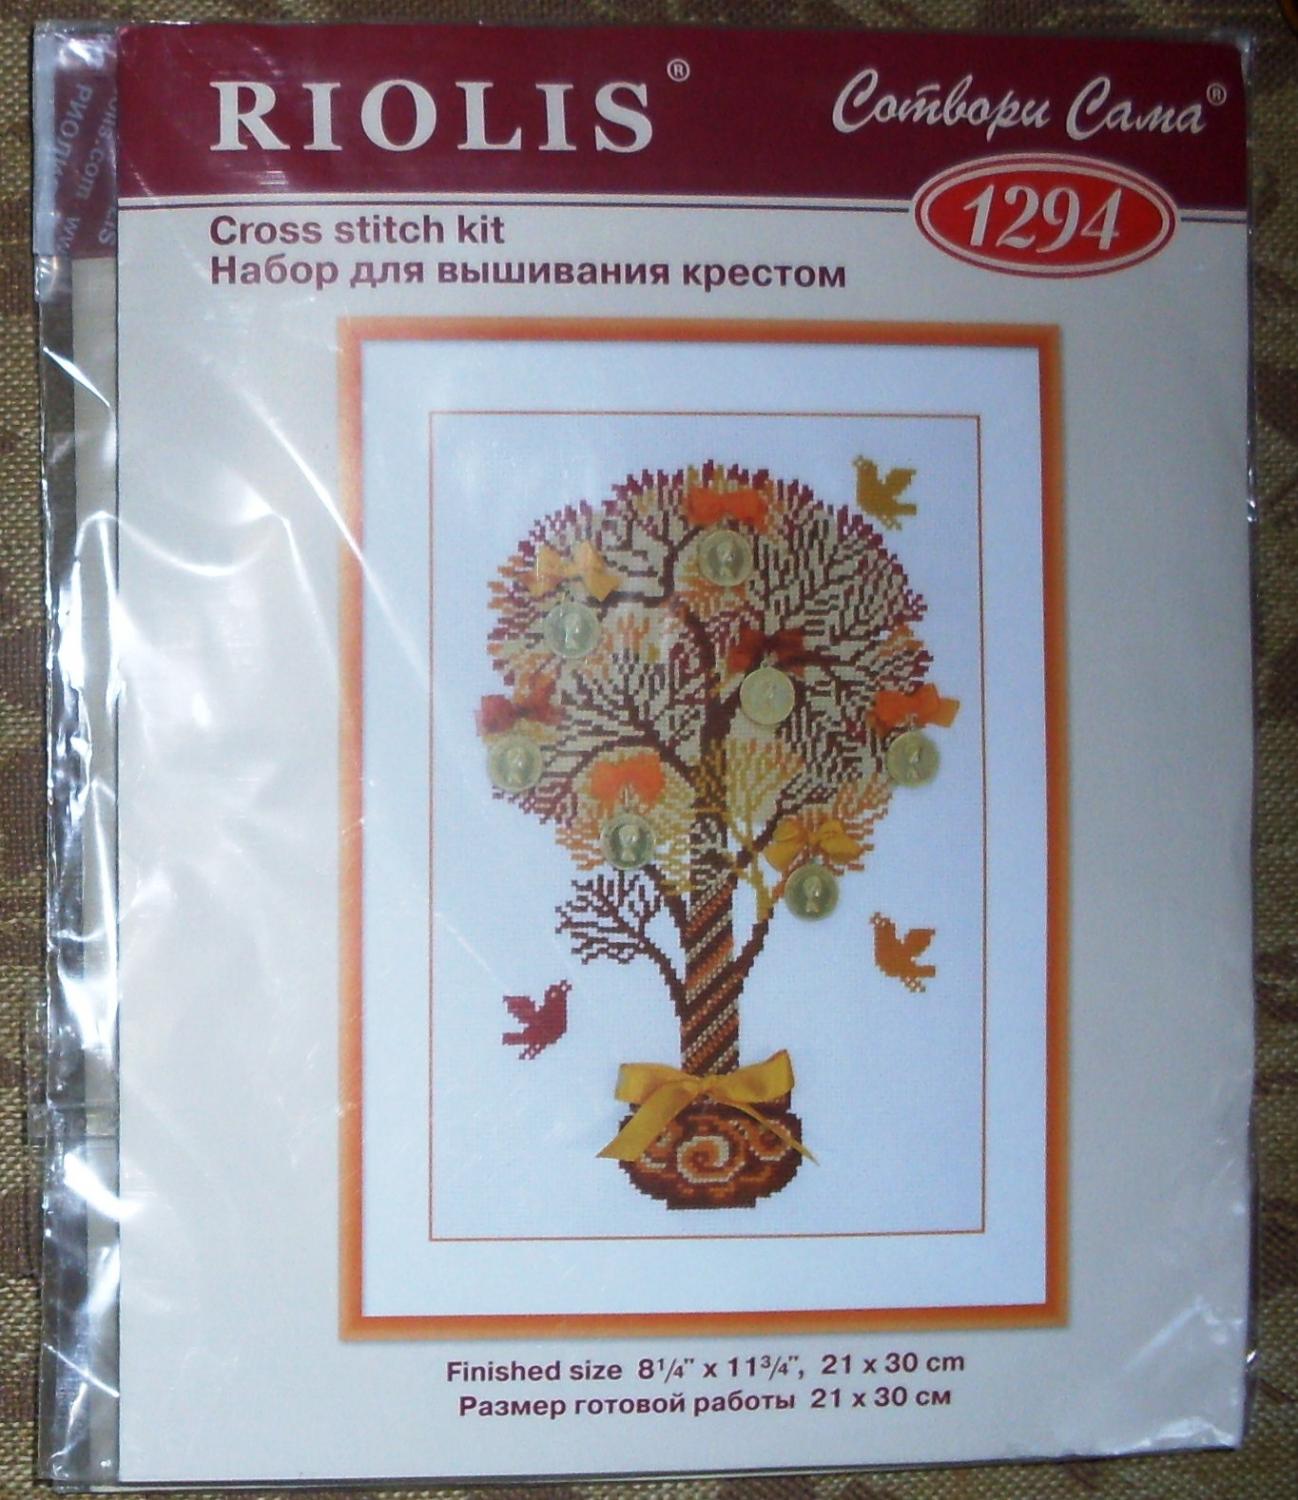 RIOLIS®
Сотвори Сама®
1294
Cross stitch kit
Набор для вышивания крестом
Finished size 8¼" x 11¾", 21 x 30 cm
Размер готовой работы 21 x 30 см